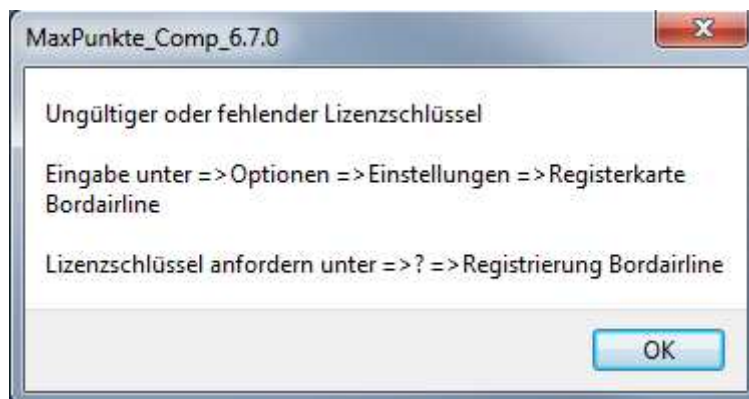 MaxPunkte_Comp_6.7.0
Ungültiger oder fehlender Lizenzschlüssel
Eingabe unter =>Optionen =>Einstellungen =>Registerkarte
Bordairline
Lizenzschlüssel anfordern unter =>? =>Registrierung Bordairline
OK